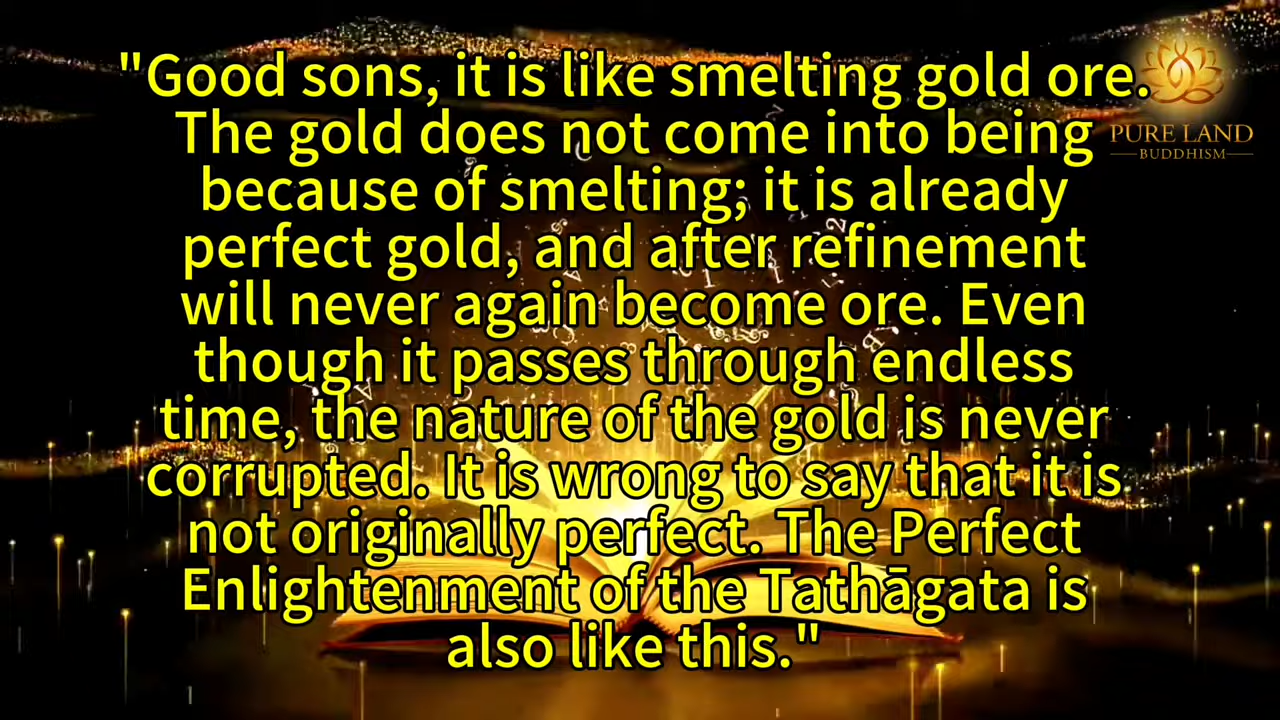 "Good sons, it is like smelting gold ore.
The gold does not come into being
because of smelting; it is already
perfect gold, and after refinement
will never again become ore. Even
though it passes through endless
time, the nature of the gold is never
corrupted. It is wrong to say that it is
not originally perfect. The Perfect
Enlightenment of the Tathāgata is
also like this."
PURE LAND
BUDDHISM